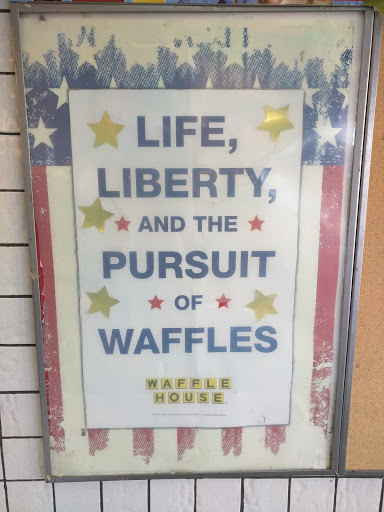 LIFE,
LIBERTY,
AND THE
PURSUIT
OF
WAFFLES
WAFFLE
HOUSE